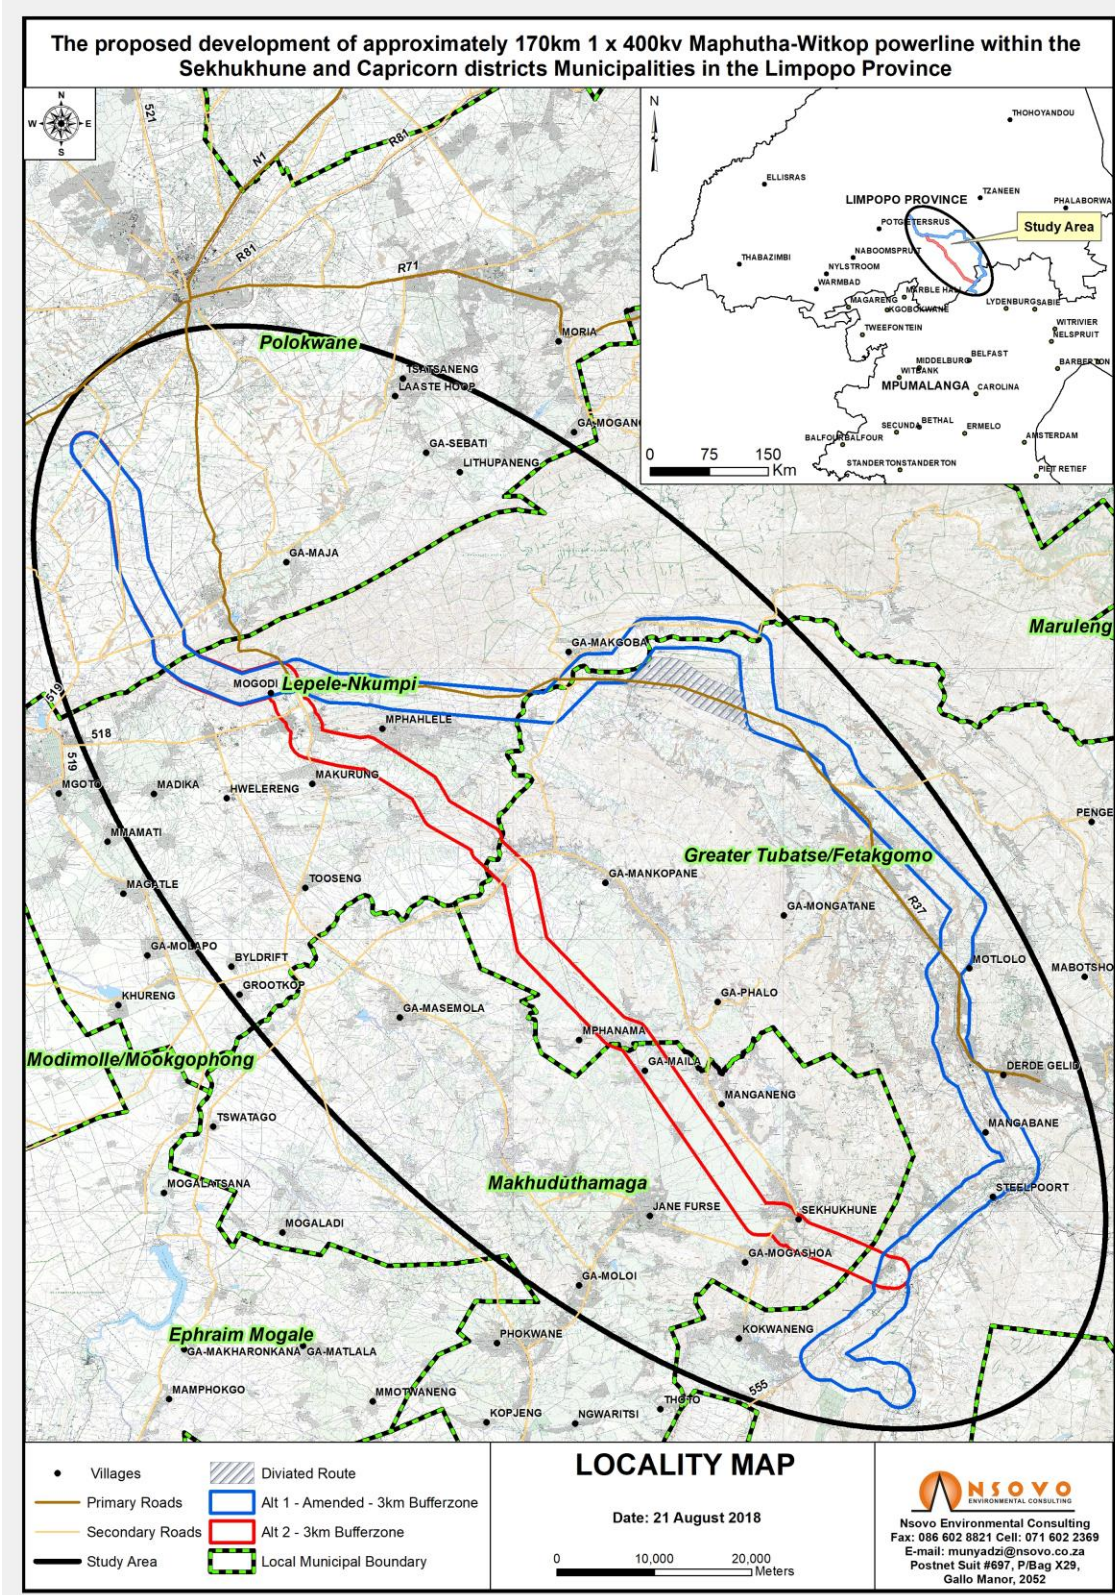 The proposed development of approximately 170km 1 x 400kv Maphutha-Witkop powerline within the
Sekhukhune and Capricorn districts Municipalities in the Limpopo Province
N
W
E
S
521
N1
R81
R81
R71
MORIA
Polokwane
TSATSANENG
LAASTE HOOP
GA-MOGANO
GA-SEBATI
LITHUPANENG
GA-MAJA
N
THOHOYANDOU
ELLISRAS
TZANEEN
LIMPOPO PROVINCE
PHALABORWA
POTGIETERSRUS
Study Area
NABOOMSPRUIT
THABAZIMBI
NYLSTROOM
WARMBAD
MARBLE HALL
MAGARENG
KGOBOKWANE
LYDENBURG
SABIE
TWEEFONTEIN
WITRIVIER
NELSPRUIT
MIDDELBURG
BELFAST
BARBERTON
WITBANK
MPUMALANGA
CAROLINA
SECUNDA
BETHAL
ERMELO
BALFOUR
BALFOUR
AMSTERDAM
STANDERTON
STANDERTON
PIET RETIEF
0 75 150
Km
Maruleng
GA-MAKGOBA
MOGODI
Lepele-Nkumpi
519
518
519
MPHAHLELE
MGOTO
MADIKA
HWELERENG
MAKURUNG
PENGE
MMAMATI
Greater Tubatse/Fetakgomo
MAGATLE
TOOSENG
GA-MANKOPANE
R37
GA-MONGATANE
GA-MOLAPO
BYLDRIFT
MOTLOLO
MABOTSHO
GROOTKOP
KHURENG
GA-MASEMOLA
GA-PHALO
MPHANAMA
Modimolle/Mookgophong
GA-MAILA
DERDE GELID
MANGANENG
TSWATAGO
MANGABANE
MOGALATSANA
Makhuduthamaga
STEELPOORT
JANE FURSE
SEKHUKHUNE
MOGALADI
GA-MOGASHOA
GA-MOLOI
Ephraim Mogale
PHOKWANE
KOKWANENG
GA-MAKHARONKANA
GA-MATLALA
MAMPHOKGO
MMOTWANENG
555
THOTO
KOPJENG
NGWARITSI
Villages
Primary Roads
Secondary Roads
Study Area
Diviated Route
Alt 1 - Amended - 3km Bufferzone
Alt 2 - 3km Bufferzone
Local Municipal Boundary
LOCALITY MAP
Date: 21 August 2018
0 10,000 20,000
Meters
NSOVO
ENVIRONMENTAL CONSULTING
Nsovo Environmental Consulting
Fax: 086 602 8821 Cell: 071 602 2369
E-mail: munyadzi@nsovo.co.za
Postnet Suit #697, P/Bag X29,
Gallo Manor, 2052